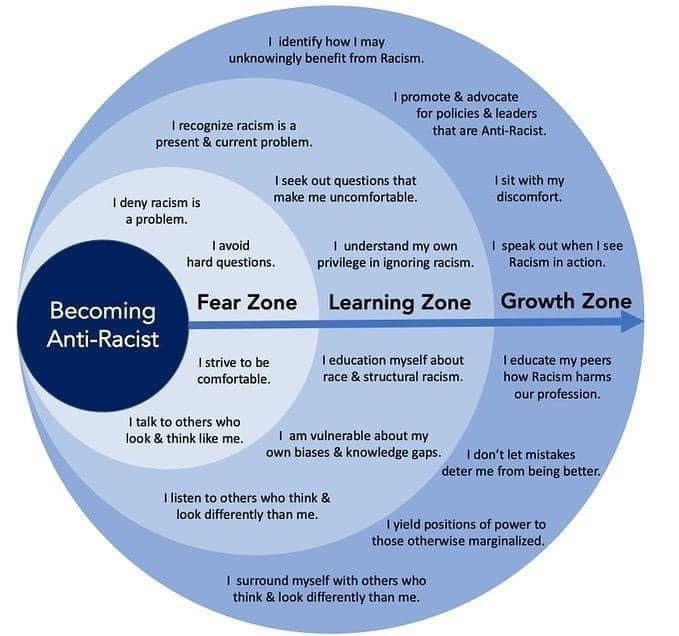 I identify how I may
unknowingly benefit from Racism.
I promote & advocate
for policies & leaders
that are Anti-Racist.
I recognize racism is a
present & current problem.
I seek out questions that
make me uncomfortable.
I sit with my
discomfort.
I deny racism is
a problem.
I avoid
hard questions.
I understand my own
privilege in ignoring racism.
I speak out when I see
Racism in action.
Becoming
Anti-Racist
Fear Zone
Learning Zone
Growth Zone
I strive to be
comfortable.
I education myself about
race & structural racism.
I educate my peers
how Racism harms
our profession.
I talk to others who
look & think like me.
I am vulnerable about my
own biases & knowledge gaps.
I don't let mistakes
deter me from being better.
I listen to others who think &
look differently than me.
I yield positions of power to
those otherwise marginalized.
I surround myself with others who
think & look differently than me.